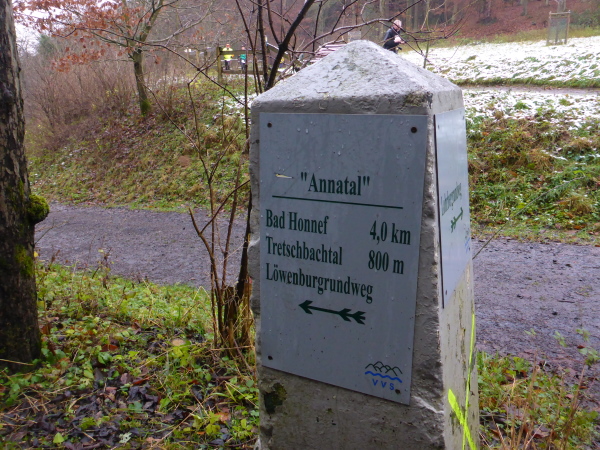 "Annatal"
Bad Honnef 4,0 km
Tretschbachtal 800 m
Löwenburgrundweg
VVS